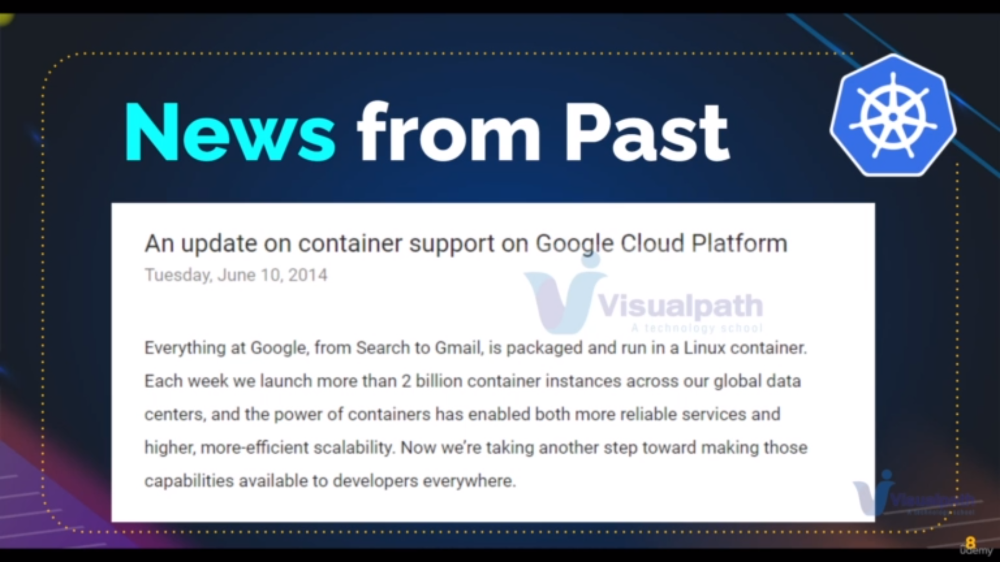 News from Past
An update on container support on Google Cloud Platform
Tuesday, June 10, 2014
Visualpath
A technology school
Everything at Google, from Search to Gmail, is packaged and run in a Linux container.
Each week we launch more than 2 billion container instances across our global data
centers, and the power of containers has enabled both more reliable services and
higher, more-efficient scalability. Now we're taking another step toward making those
capabilities available to developers everywhere.
Visualpath
A technology school
8
ûdemy